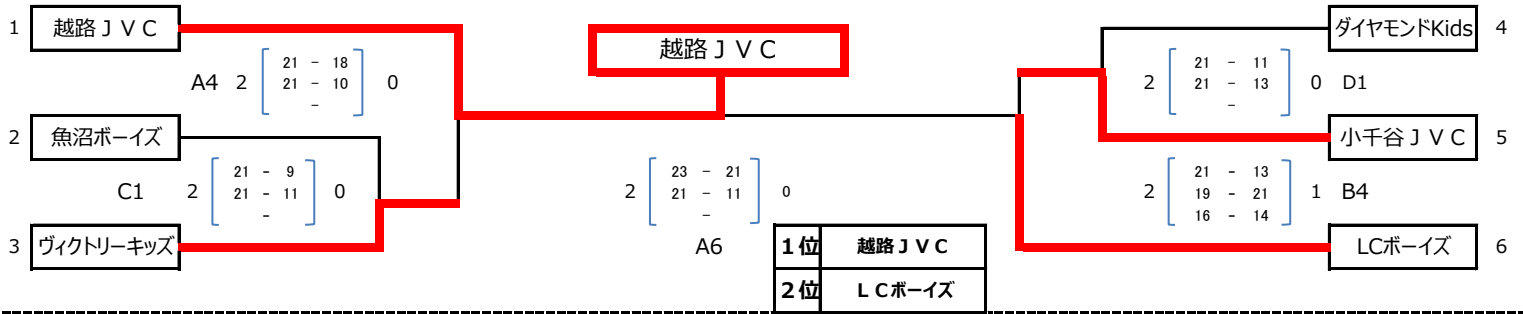 1 越路ＪＶＣ
A4 2 21 - 18 0
21 - 10
-
2 魚沼ボーイズ
C1 2 21 - 9 0
21 - 11
-
3 ヴィクトリーキッズ
越路ＪＶＣ
2 23 - 21 0
21 - 11
-
A6
1位 越路ＪＶＣ
2位 ＬＣボーイズ
ダイヤモンドKids 4
2 21 - 11 0 D1
21 - 13
-
小千谷ＪＶＣ 5
2 21 - 13 1 B4
19 - 21
16 - 14
LCボーイズ 6